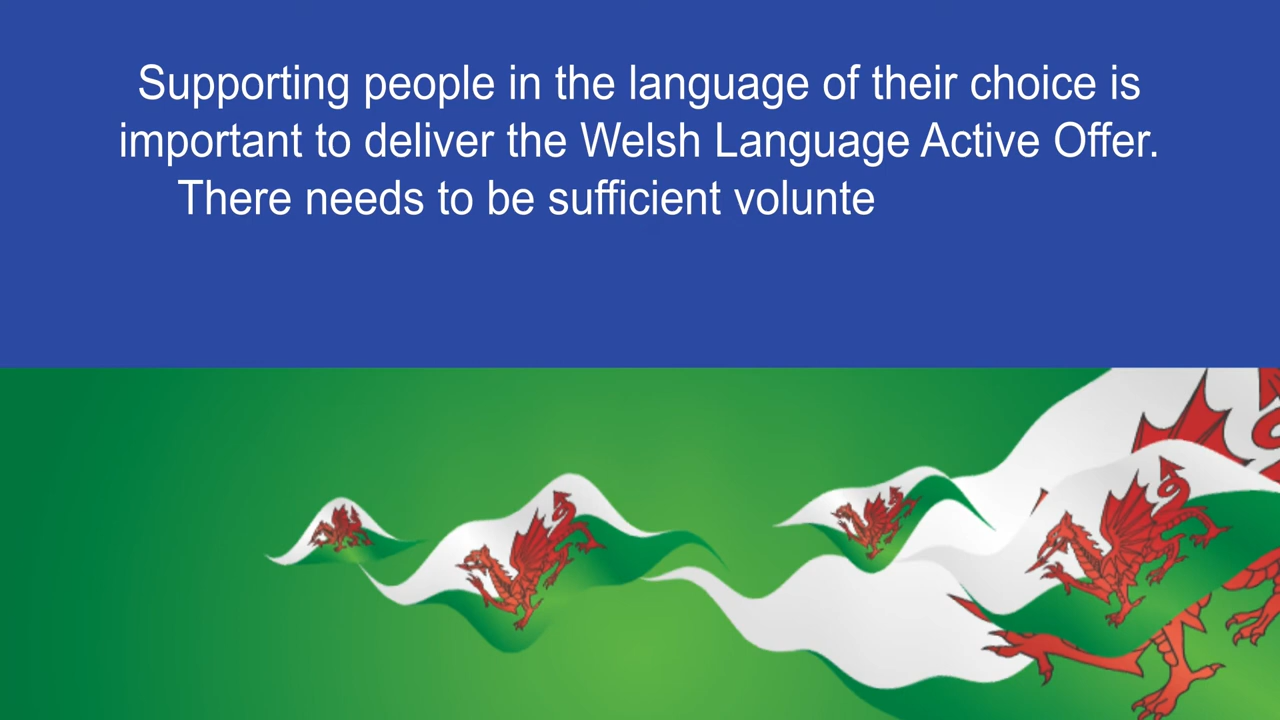 Supporting people in the language of their choice is
important to deliver the Welsh Language Active Offer.
There needs to be sufficient volunte